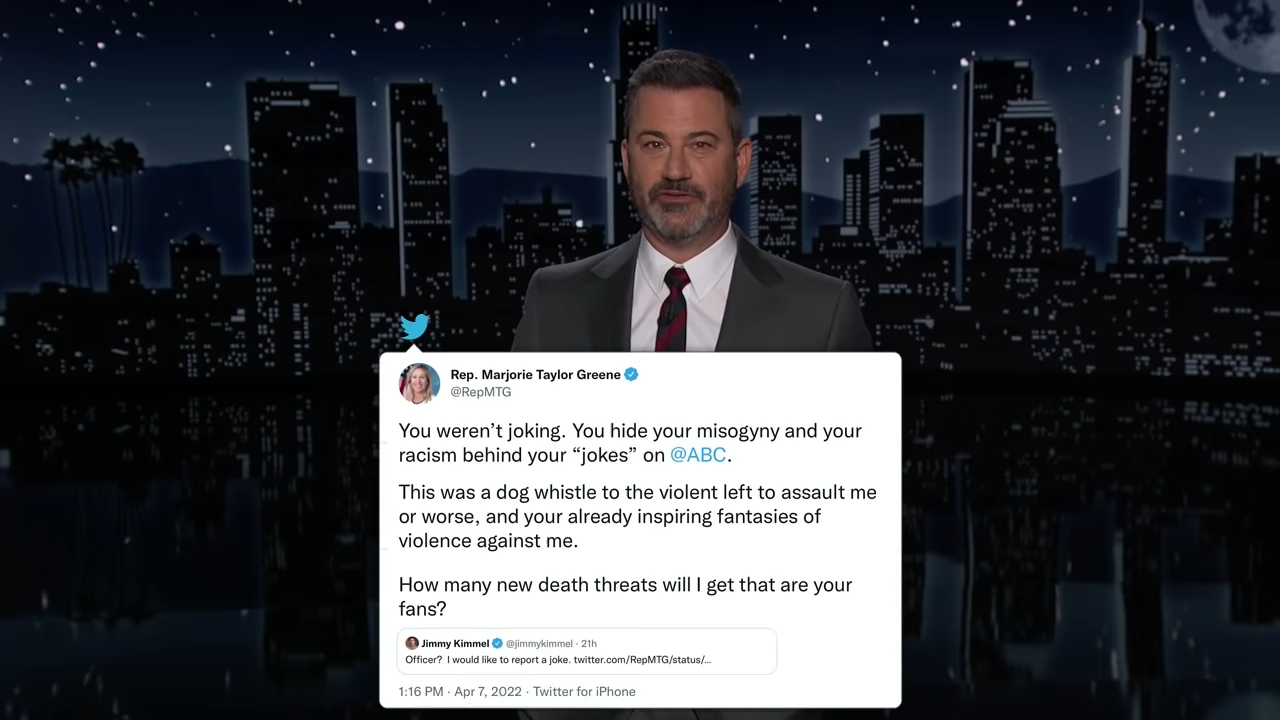 Rep. Marjorie Taylor Greene
@RepMTG
You weren’t joking. You hide your misogyny and your
racism behind your “jokes” on @ABC.
This was a dog whistle to the violent left to assault me
or worse, and your already inspiring fantasies of
violence against me.
How many new death threats will I get that are your
fans?
Jimmy Kimmel @jimmykimmel · 21h
Officer? I would like to report a joke. twitter.com/RepMTG/status/...
1:16 PM · Apr 7, 2022 · Twitter for iPhone